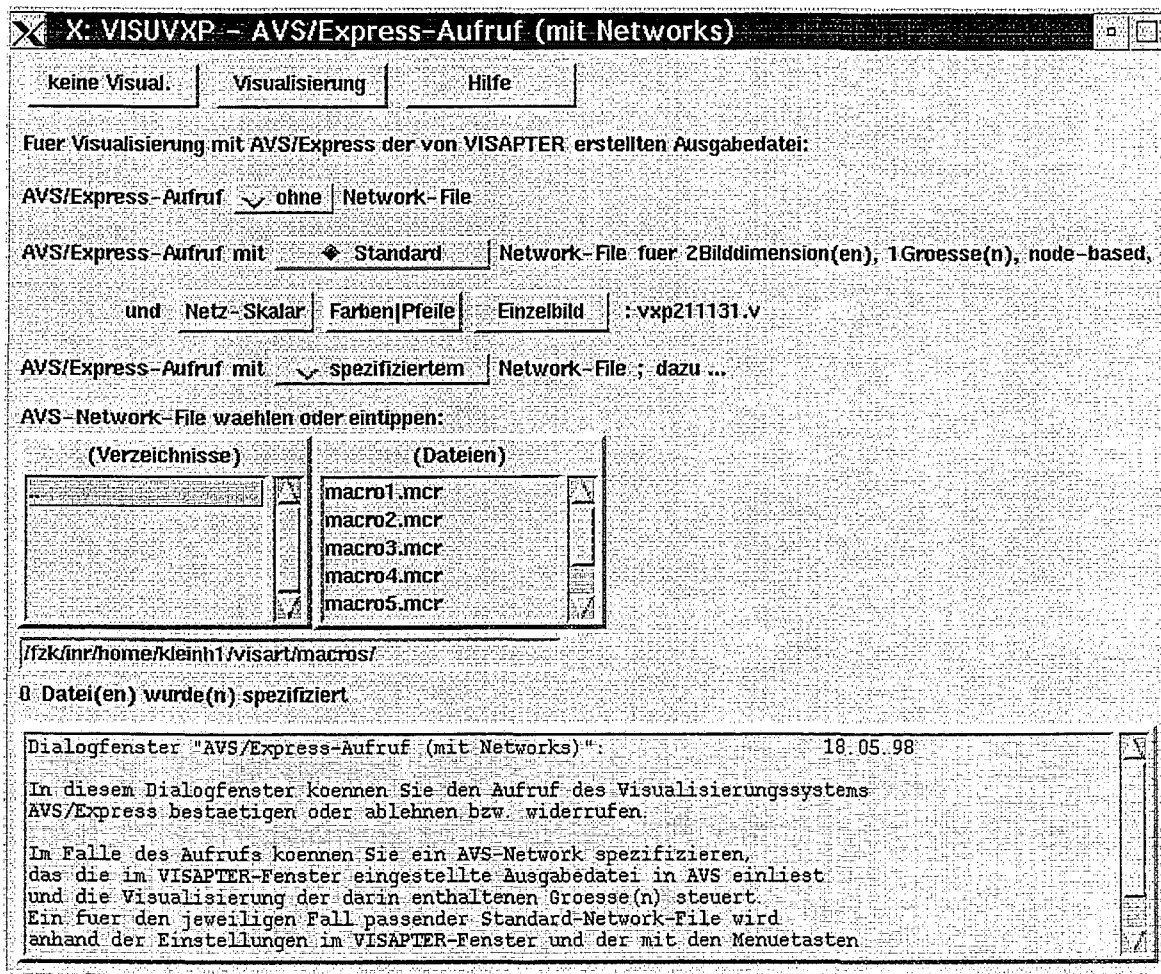 X: VISUVXP - AVS/Express-Aufruf (mit Networks)
keine Visual. Visualisierung Hilfe
Fuer Visualisierung mit AVS/Express der von VISAPTER erstellten Ausgabedatei:
AVS/Express-Aufruf ohne Network-File
AVS/Express-Aufruf mit Standard Network-File fuer 2Bilddimension(en), 1Groesse(n), node-based,
und Netz-Skalar Farben|Pfeile Einzelbild : vxp211131.v
AVS/Express-Aufruf mit spezifiziertem Network-File ; dazu ...
AVS-Network-File waehlen oder eintippen:
(Verzeichnisse) (Dateien)
..
macro1.mcr
macro2.mcr
macro3.mcr
macro4.mcr
macro5.mcr
/fzk/inr/home/kleinh1/visart/macros/
0 Datei(en) wurde(n) spezifiziert
Dialogfenster "AVS/Express-Aufruf (mit Networks)": 18.05.98
In diesem Dialogfenster koennen Sie den Aufruf des Visualisierungssystems
AVS/Express bestaetigen oder ablehnen bzw. widerrufen.
Im Falle des Aufrufs koennen Sie ein AVS-Network spezifizieren,
das die im VISAPTER-Fenster eingestellte Ausgabedatei in AVS einliest
und die Visualisierung der darin enthaltenen Groesse(n) steuert.
Ein fuer den jeweiligen Fall passender Standard-Network-File wird
anhand der Einstellungen im VISAPTER-Fenster und der mit den Menuetasten